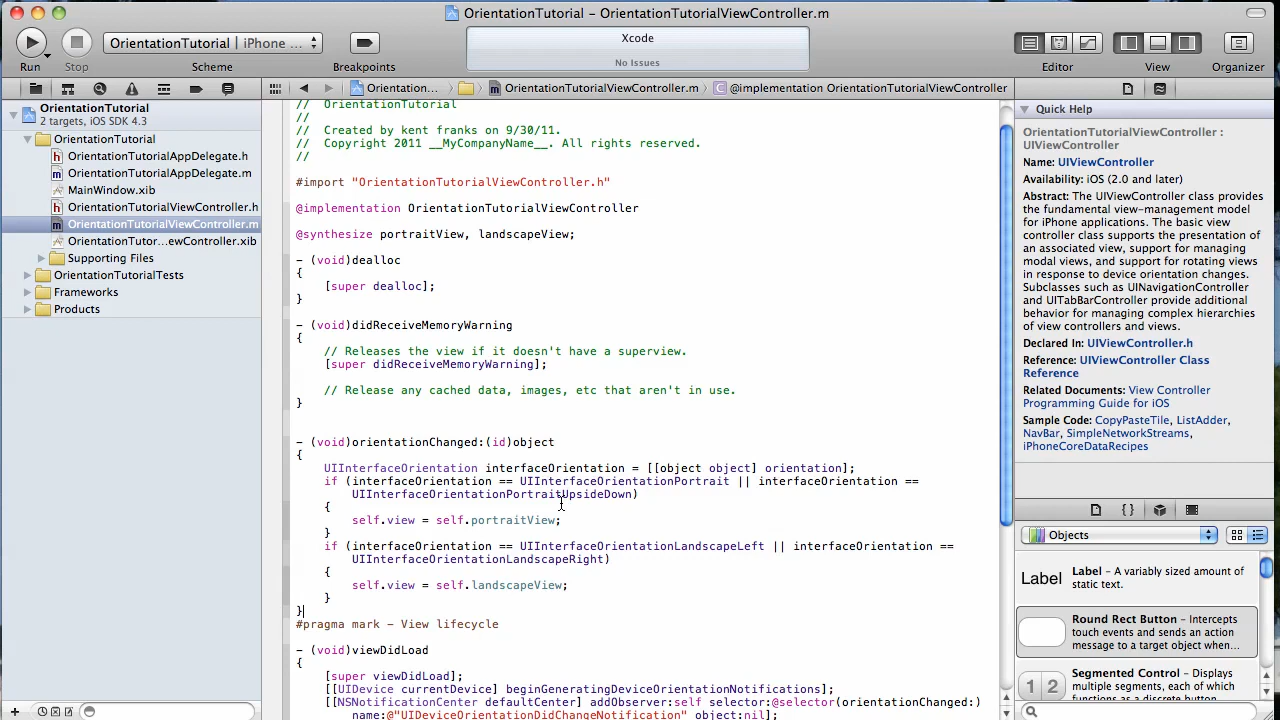 OrientationTutorial – OrientationTutorialViewController.m
OrientationTutorial | iPhone ...
Xcode
No Issues
Run
Stop
Scheme
Breakpoints
Editor
View
Organizer
Orientation...
OrientationTutorialViewController.m
@implementation OrientationTutorialViewController
OrientationTutorial
2 targets, iOS SDK 4.3
OrientationTutorial
OrientationTutorialAppDelegate.h
OrientationTutorialAppDelegate.m
MainWindow.xib
OrientationTutorialViewController.h
OrientationTutorialViewController.m
OrientationTutor...ewController.xib
Supporting Files
OrientationTutorialTests
Frameworks
Products
// OrientationTutorial
//
// Created by kent franks on 9/30/11.
// Copyright 2011 __MyCompanyName__. All rights reserved.
//
#import "OrientationTutorialViewController.h"
@implementation OrientationTutorialViewController
@synthesize portraitView, landscapeView;
- (void)dealloc
{
[super dealloc];
}
- (void)didReceiveMemoryWarning
{
// Releases the view if it doesn't have a superview.
[super didReceiveMemoryWarning];
// Release any cached data, images, etc that aren't in use.
}
- (void)orientationChanged:(id)object
{
UIInterfaceOrientation interfaceOrientation = [[object object] orientation];
if (interfaceOrientation == UIInterfaceOrientationPortrait || interfaceOrientation ==
UIInterfaceOrientationPortraitUpsideDown)
{
self.view = self.portraitView;
}
if (interfaceOrientation == UIInterfaceOrientationLandscapeLeft || interfaceOrientation ==
UIInterfaceOrientationLandscapeRight)
{
self.view = self.landscapeView;
}
}
#pragma mark - View lifecycle
- (void)viewDidLoad
{
[super viewDidLoad];
[[UIDevice currentDevice] beginGeneratingDeviceOrientationNotifications];
[[NSNotificationCenter defaultCenter] addObserver:self selector:@selector(orientationChanged:)
name:@"UIDeviceOrientationDidChangeNotification" object:nil];
Quick Help
OrientationTutorialViewController :
UIViewController
Name: UIViewController
Availability: iOS (2.0 and later)
Abstract: The UIViewController class provides
the fundamental view-management model
for iPhone applications. The basic view
controller class supports the presentation of
an associated view, support for managing
modal views, and support for rotating views
in response to device orientation changes.
Subclasses such as UINavigationController
and UITabBarController provide additional
behavior for managing complex hierarchies
of view controllers and views.
Declared In: UIViewController.h
Reference: UIViewController Class
Reference
Related Documents: View Controller
Programming Guide for iOS
Sample Code: CopyPasteTile, ListAdder,
NavBar, SimpleNetworkStreams,
iPhoneCoreDataRecipes
Objects
Label
Label – A variably sized amount of
static text.
Round Rect Button – Intercepts
touch events and sends an action
message to a target object when...
1 2
Segmented Control – Displays
multiple segments, each of which
functions as a discrete button.